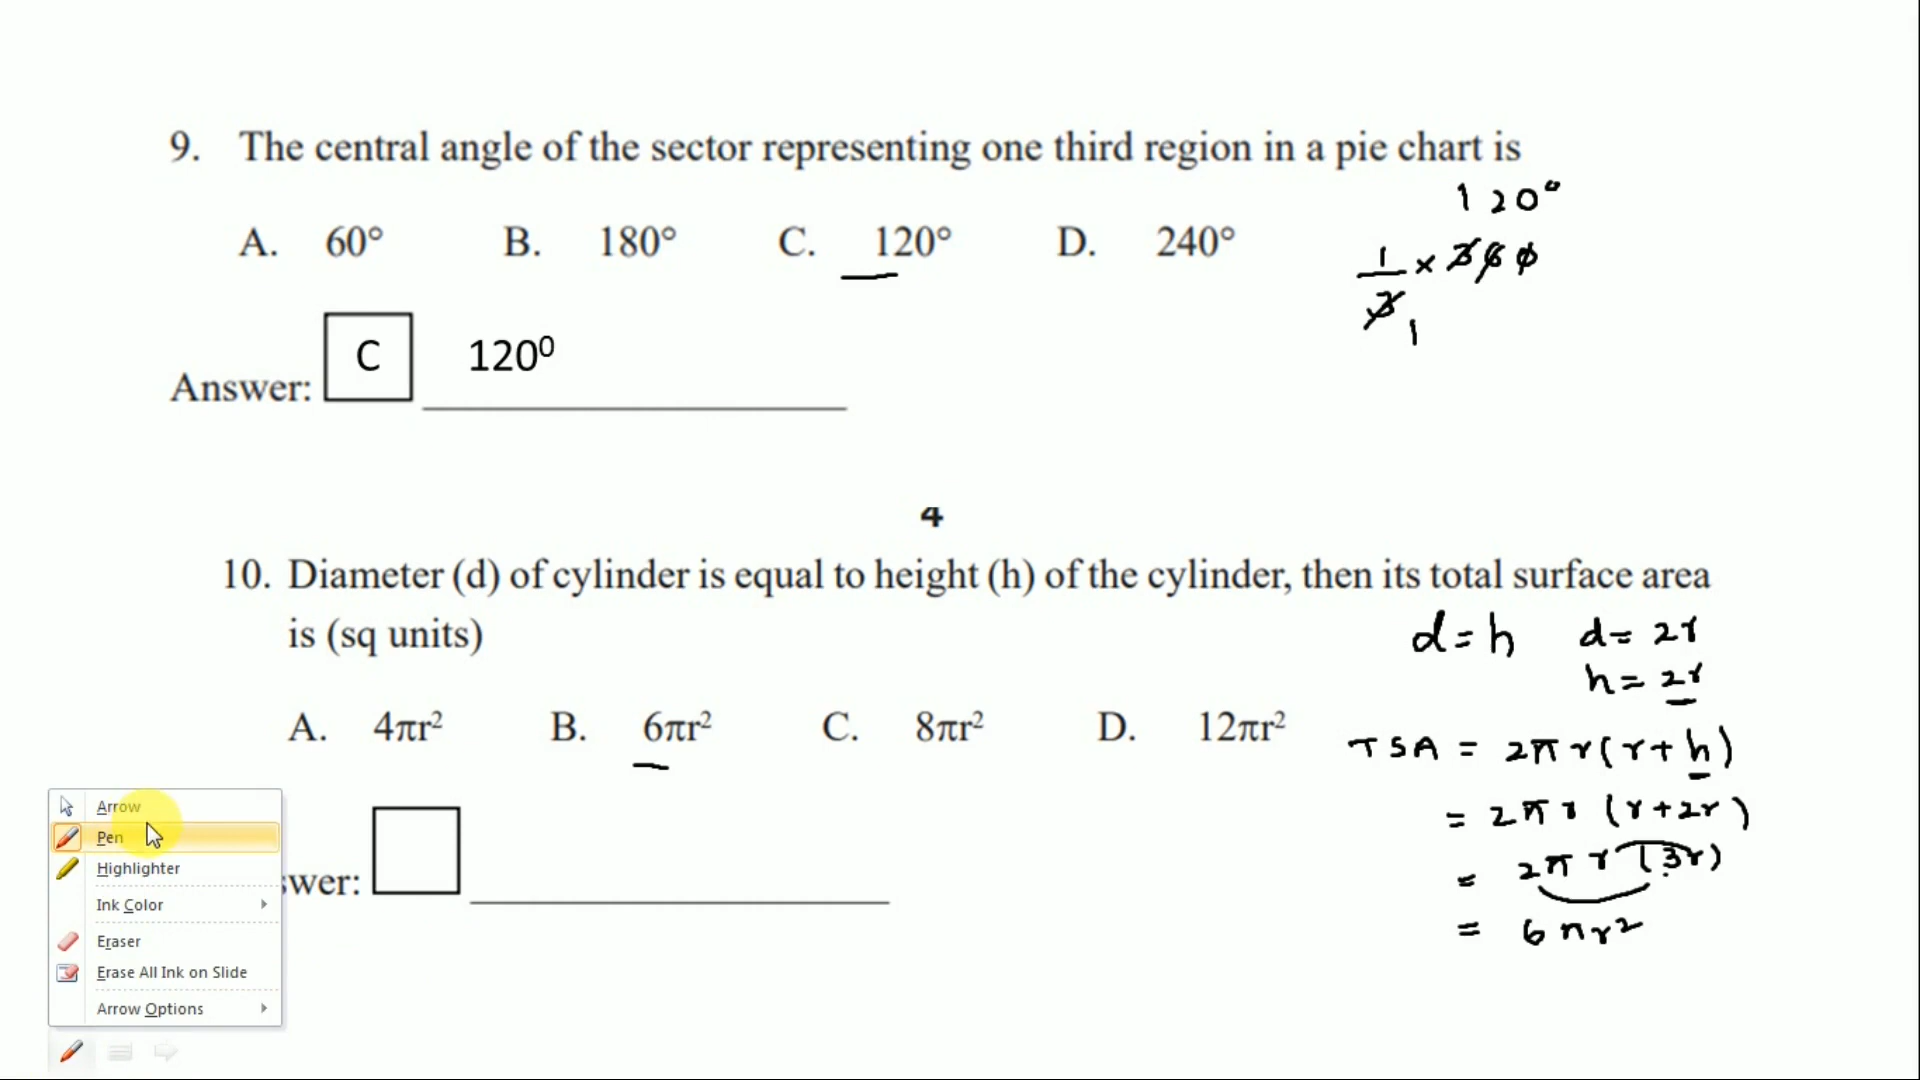 9. The central angle of the sector representing one third region in a pie chart is
120°
A. 60° B. 180° C. 120° D. 240°
1/3 × 360
1
Answer: C 120⁰
4
10. Diameter (d) of cylinder is equal to height (h) of the cylinder, then its total surface area
is (sq units)
d = h d = 2r
h = 2r
A. 4πr² B. 6πr² C. 8πr² D. 12πr²
TSA = 2πr(r+h)
= 2πr (r+2r)
= 2πr (3r)
= 6πr²
swer:
Arrow
Pen
Highlighter
Ink Color
Eraser
Erase All Ink on Slide
Arrow Options